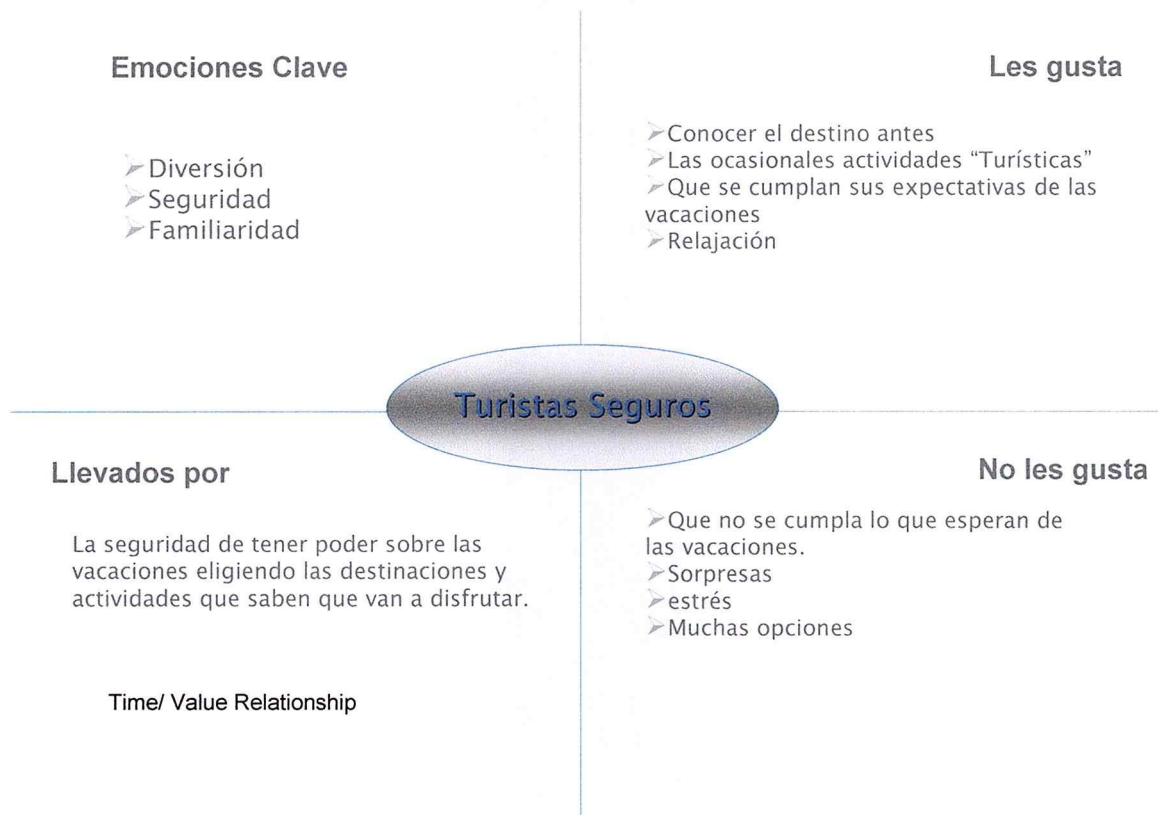 Emociones Clave
➢Diversión
➢Seguridad
➢Familiaridad
Les gusta
➢Conocer el destino antes
➢Las ocasionales actividades “Turísticas”
➢Que se cumplan sus expectativas de las
vacaciones
➢Relajación
Turistas Seguros
Llevados por
La seguridad de tener poder sobre las
vacaciones eligiendo las destinaciones y
actividades que saben que van a disfrutar.
Time/ Value Relationship
No les gusta
➢Que no se cumpla lo que esperan de
las vacaciones.
➢Sorpresas
➢estrés
➢Muchas opciones